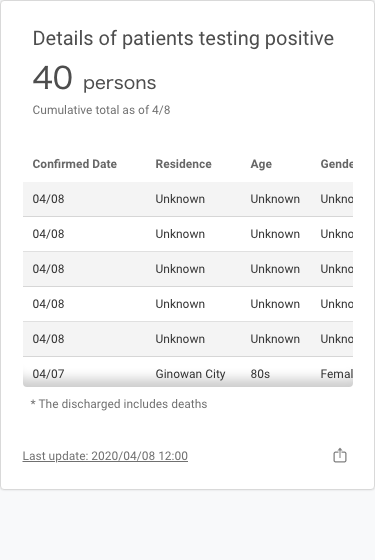 Details of patients testing positive
40 persons
Cumulative total as of 4/8
Confirmed Date Residence Age Gende
04/08 Unknown Unknown Unkno
04/08 Unknown Unknown Unkno
04/08 Unknown Unknown Unkno
04/08 Unknown Unknown Unkno
04/08 Unknown Unknown Unkno
04/07 Ginowan City 80s Femal
* The discharged includes deaths
Last update: 2020/04/08 12:00